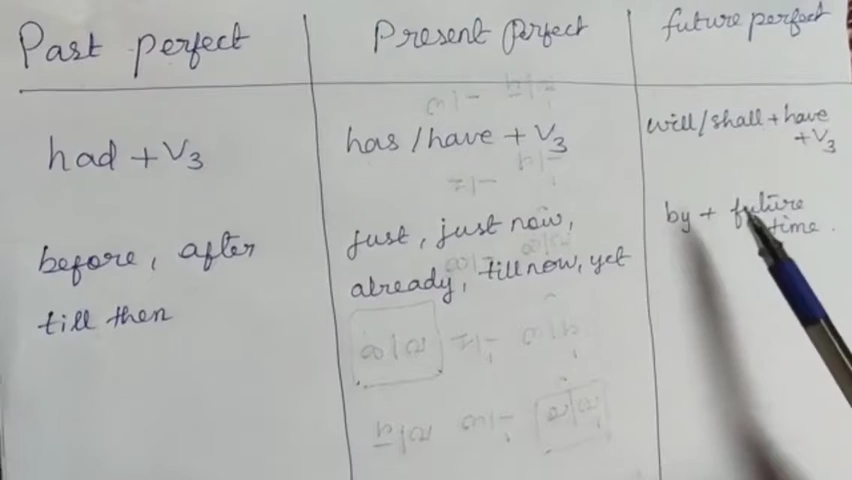 Past perfect
had + V3
before, after
till then
Present perfect
has/have + V3
just, just now,
already, till now, yet
future perfect
will/shall + have
+ V3
by + future
time.